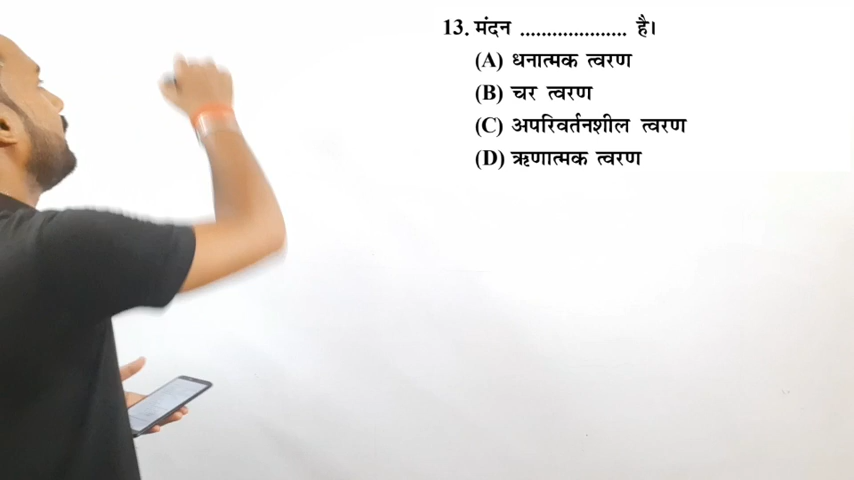 13. मंदन .................... है।
(A) धनात्मक त्वरण
(B) चर त्वरण
(C) अपरिवर्तनशील त्वरण
(D) ऋणात्मक त्वरण